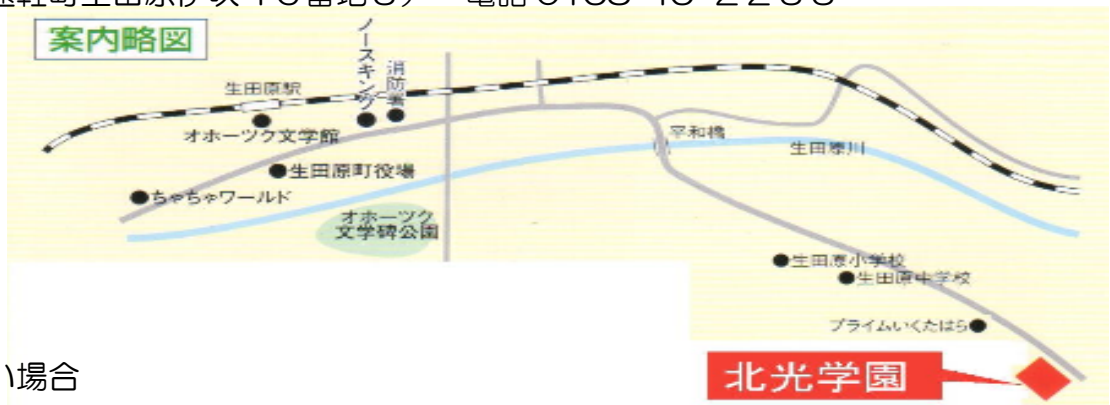 案内略図
ノースキング
消防署
生田原駅
オホーツク文学館
平和橋
生田原川
生田原町役場
ちゃちゃワールド
オホーツク
文学碑公園
生田原小学校
生田原中学校
プライムいくたはら
北光学園
場合